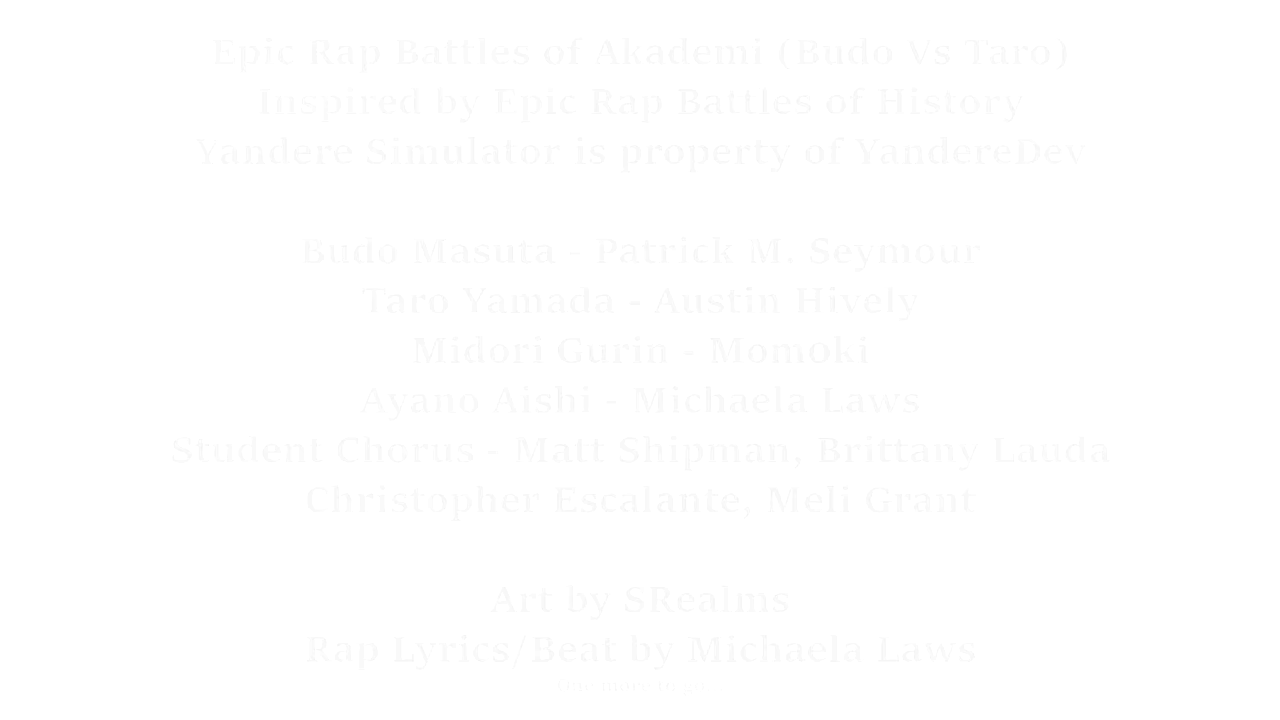 Epic Rap Battles of Akademi (Budo Vs Taro)
Inspired by Epic Rap Battles of History
Yandere Simulator is property of YandereDev
Budo Masuta - Patrick M. Seymour
Taro Yamada - Austin Hively
Midori Gurin - Momoki
Ayano Aishi - Michaela Laws
Student Chorus - Matt Shipman, Brittany Lauda
Christopher Escalante, Meli Grant
Art by SRealms
Rap Lyrics/Beat by Michaela Laws